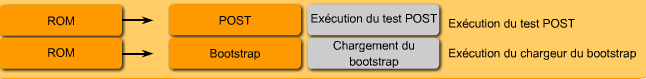 ROM
POST
Exécution du test POST
Exécution du test POST
ROM
Bootstrap
Chargement du
bootstrap
Exécution du chargeur du bootstrap